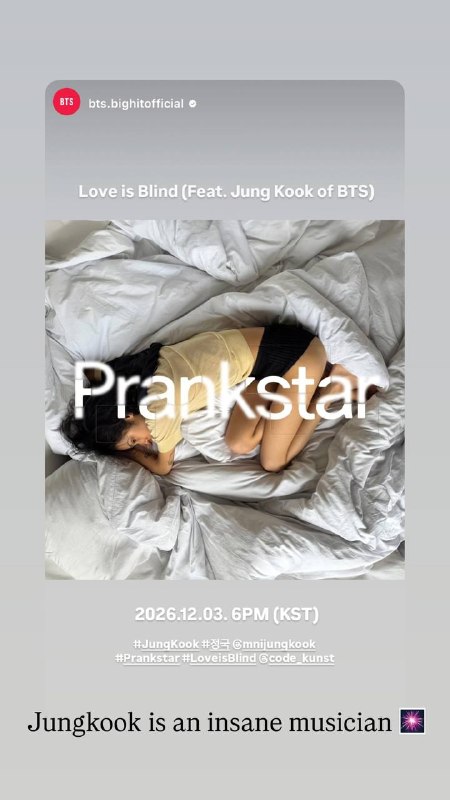 BTS
bts.bighitofficial
Love is Blind (Feat. Jung Kook of BTS)
Prankstar
2026.12.03. 6PM (KST)
#JungKook #정국 @mnijungkook
#Prankstar #LoveisBlind @code_kunst
Jungkook is an insane musician 🎆